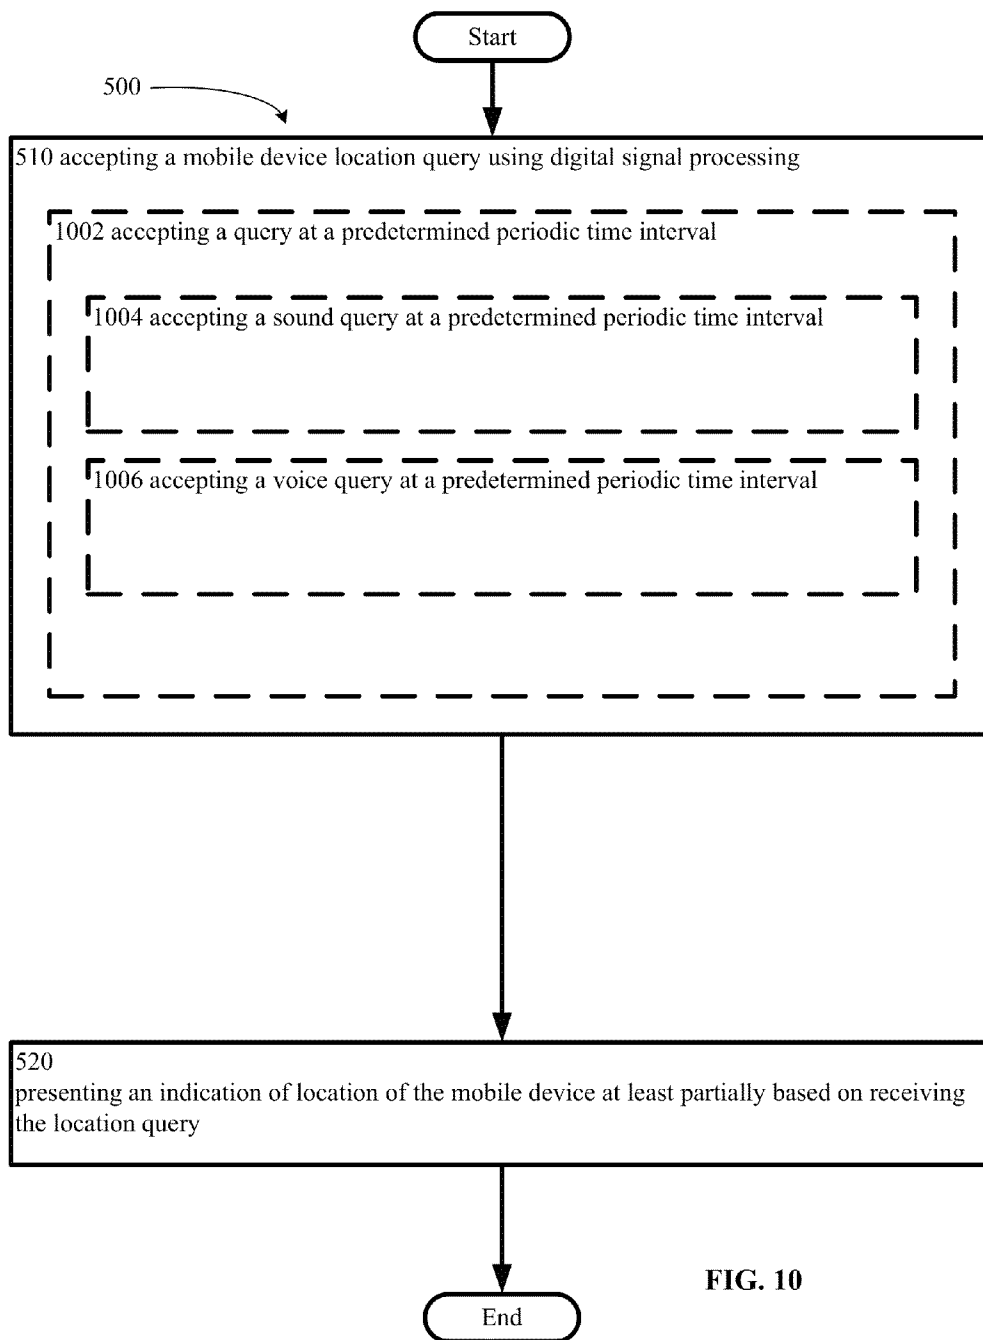 Start
500
510 accepting a mobile device location query using digital signal processing
1002 accepting a query at a predetermined periodic time interval
1004 accepting a sound query at a predetermined periodic time interval
1006 accepting a voice query at a predetermined periodic time interval
520
presenting an indication of location of the mobile device at least partially based on receiving
the location query
FIG. 10
End